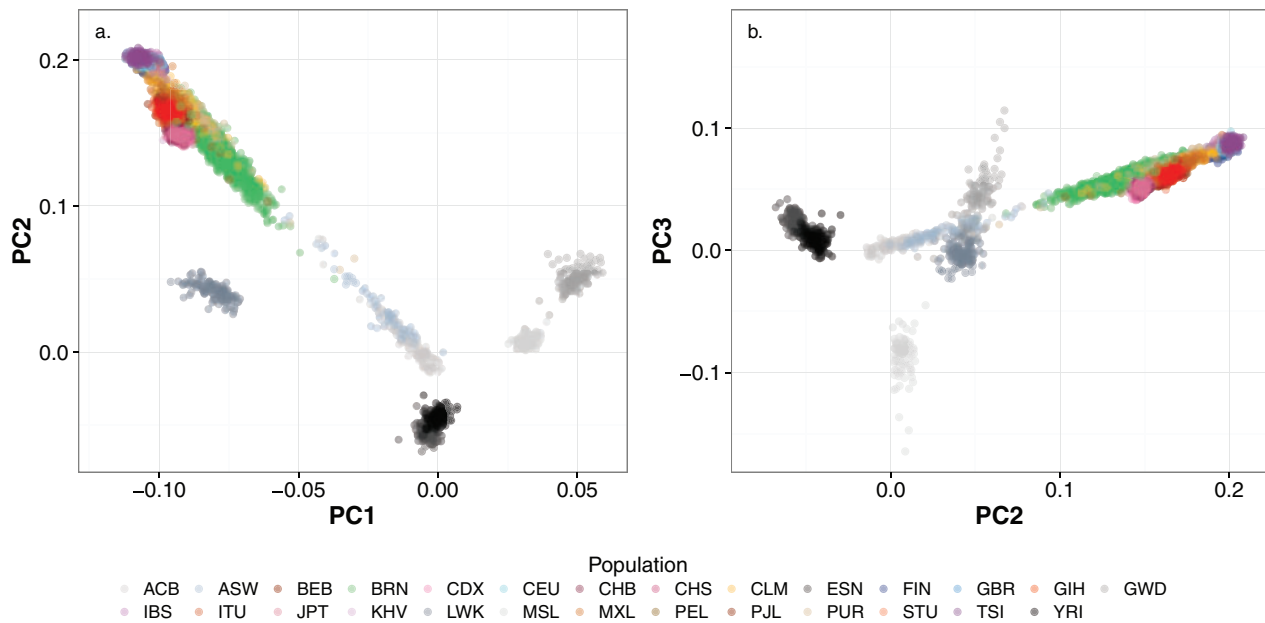 a.
0.2
0.1
0.0
PC2
−0.10
−0.05
0.00
0.05
PC1
b.
0.1
0.0
−0.1
PC3
0.0
0.1
0.2
PC2
Population
ACB ASW BEB BRN CDX CEU CHB CHS CLM ESN FIN GBR GIH GWD
IBS ITU JPT KHV LWK MSL MXL PEL PJL PUR STU TSI YRI